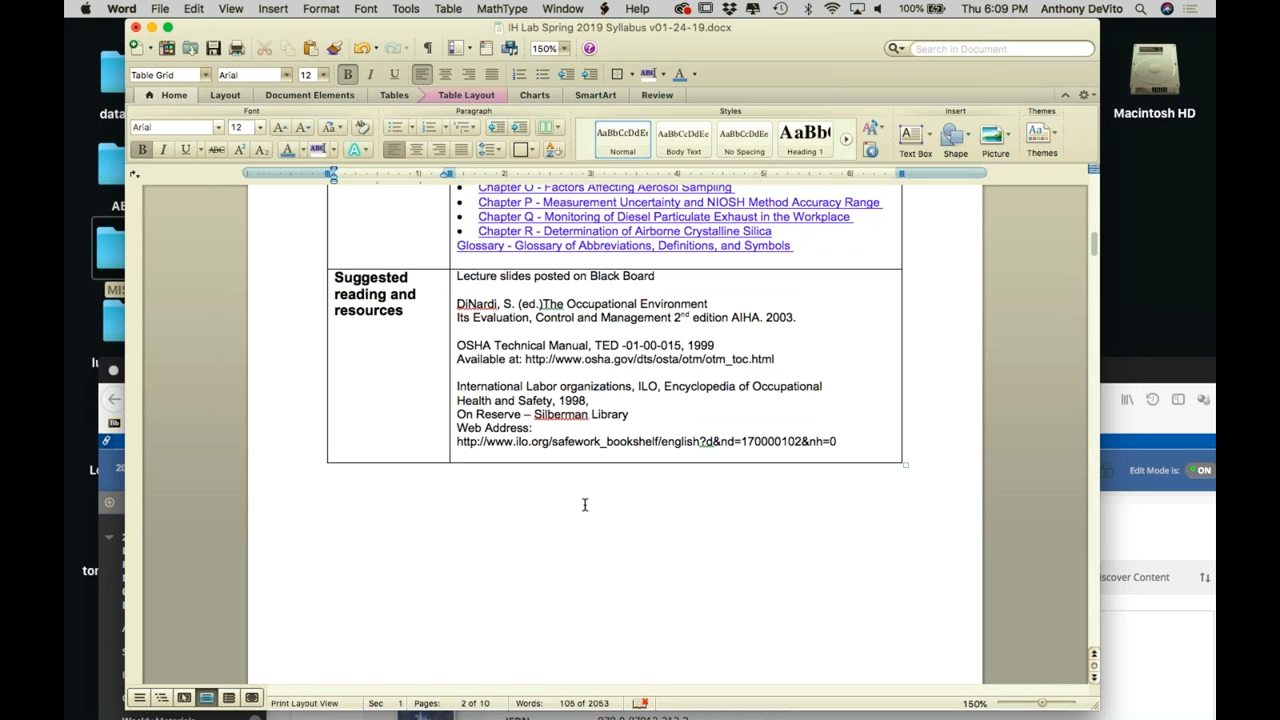 Word File Edit View Insert Format Font Tools Table MathType Window Help 100% Thu 6:09 PM Anthony DeVito
IH Lab Spring 2019 Syllabus v01-24-19.docx
150% Search in Document
Table Grid Arial 12 B I U
Home Layout Document Elements Tables Table Layout Charts SmartArt Review
Font Paragraph Styles Insert Themes
Arial 12
AaBbCcDdEe AaBbCcDdEe AaBbCcDdEe AaBb(
Normal Body Text No Spacing Heading 1 Text Box Shape Picture Themes
Macintosh HD
data
Chapter O - Factors Affecting Aerosol Sampling
• Chapter P - Measurement Uncertainty and NIOSH Method Accuracy Range
• Chapter Q - Monitoring of Diesel Particulate Exhaust in the Workplace
• Chapter R - Determination of Airborne Crystalline Silica
Glossary - Glossary of Abbreviations, Definitions, and Symbols
Suggested
reading and
resources
Lecture slides posted on Black Board
DiNardi, S. (ed.)The Occupational Environment
Its Evaluation, Control and Management 2nd edition AIHA. 2003.
OSHA Technical Manual, TED -01-00-015, 1999
Available at: http://www.osha.gov/dts/osta/otm/otm_toc.html
International Labor organizations, ILO, Encyclopedia of Occupational
Health and Safety, 1998,
On Reserve – Silberman Library
Web Address:
http://www.ilo.org/safework_bookshelf/english?d&nd=170000102&nh=0
Edit Mode is: ON
iscover Content
Print Layout View Sec 1 Pages: 2 of 10 Words: 105 of 2053 150%